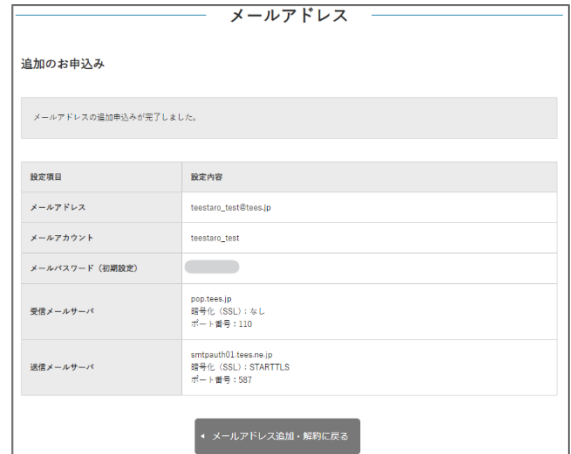 メールアドレス
追加のお申込み
メールアドレスの追加申込みが完了しました。
設定項目 設定内容
メールアドレス teestaro_test@tees.jp
メールアカウント teestaro_test
メールパスワード（初期設定）
受信メールサーバ
pop.tees.jp
暗号化（SSL）：なし
ポート番号：110
送信メールサーバ
smtpauth01.tees.ne.jp
暗号化（SSL）：STARTTLS
ポート番号：587
メールアドレス追加・解約に戻る